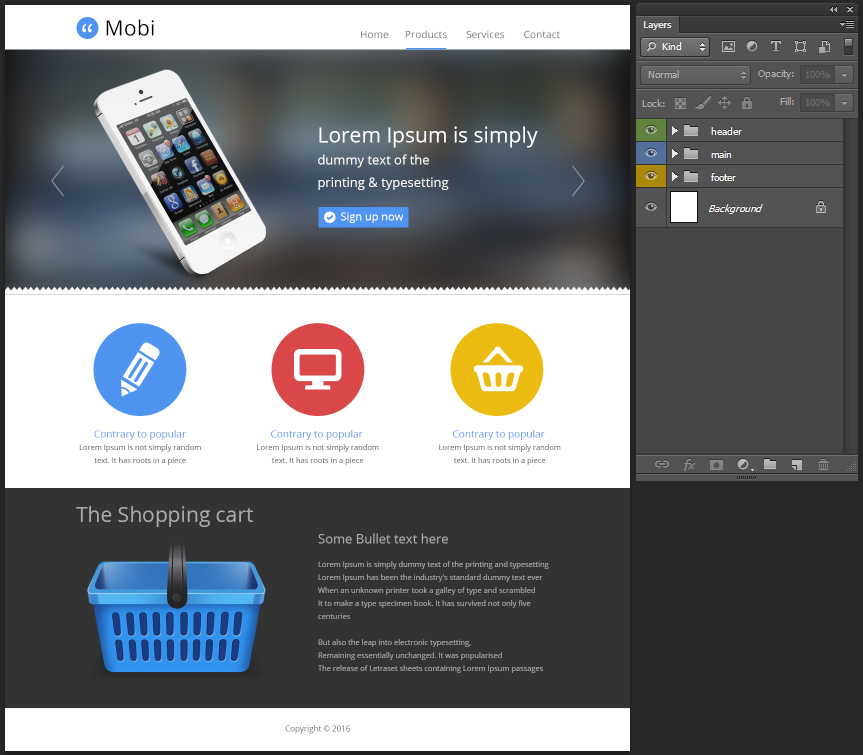 Mobi
Home Products Services Contact
Lorem Ipsum is simply
dummy text of the
printing & typesetting
Sign up now
Contrary to popular
Lorem Ipsum is not simply random
text. It has roots in a piece
Contrary to popular
Lorem Ipsum is not simply random
text. It has roots in a piece
Contrary to popular
Lorem Ipsum is not simply random
text. It has roots in a piece
The Shopping cart
Some Bullet text here
Lorem Ipsum is simply dummy text of the printing and typesetting
Lorem Ipsum has been the industry's standard dummy text ever
When an unknown printer took a galley of type and scrambled
It to make a type specimen book. It has survived not only five
centuries
But also the leap into electronic typesetting,
Remaining essentially unchanged. It was popularised
The release of Letraset sheets containing Lorem Ipsum passages
Copyright © 2016
Layers
Kind
Normal Opacity: 100%
Lock: Fill: 100%
header
main
footer
Background
fx